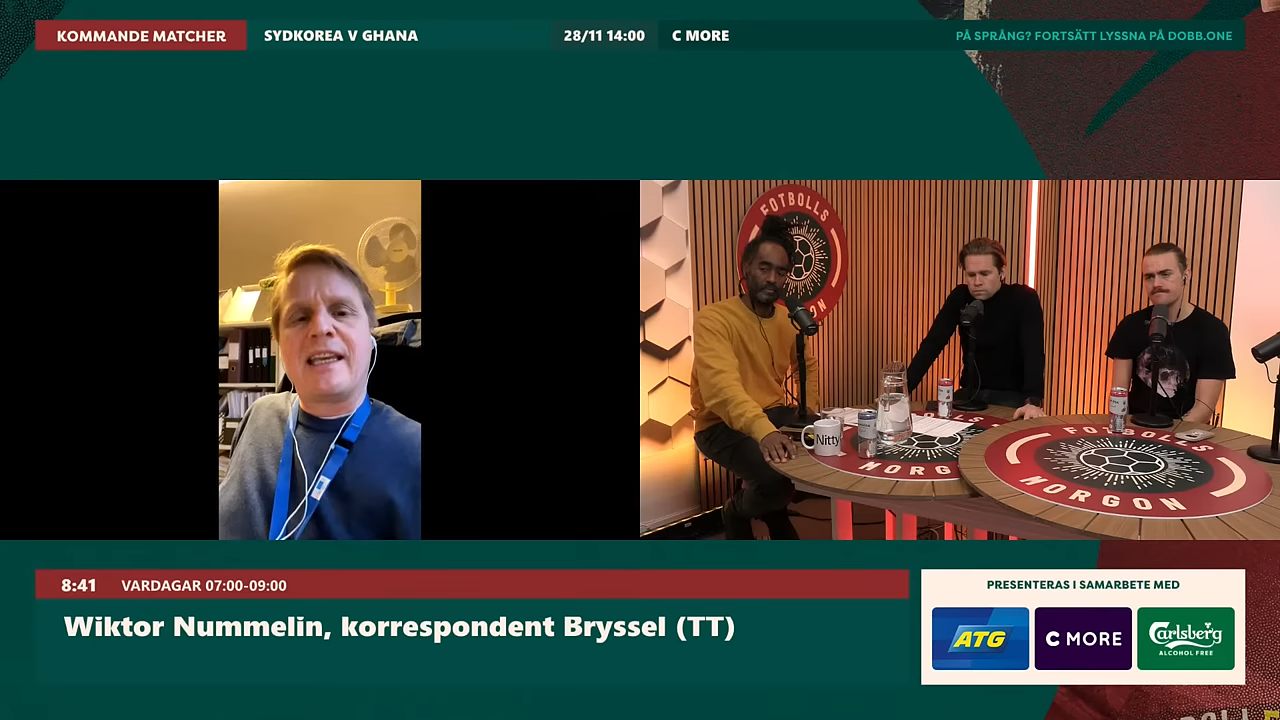 KOMMANDE MATCHER SYDKOREA V GHANA 28/11 14:00 C MORE PÅ SPRÅNG? FORTSÄTT LYSSNA PÅ DOBB.ONE
FOTBOLLS
MORGON
Nitty
MORGON
FOTBOLLS
MORGON
8:41 VARDAGAR 07:00-09:00
Wiktor Nummelin, korrespondent Bryssel (TT)
PRESENTERAS I SAMARBETE MED
ATG
C MORE
Carlsberg
ALCOHOL FREE